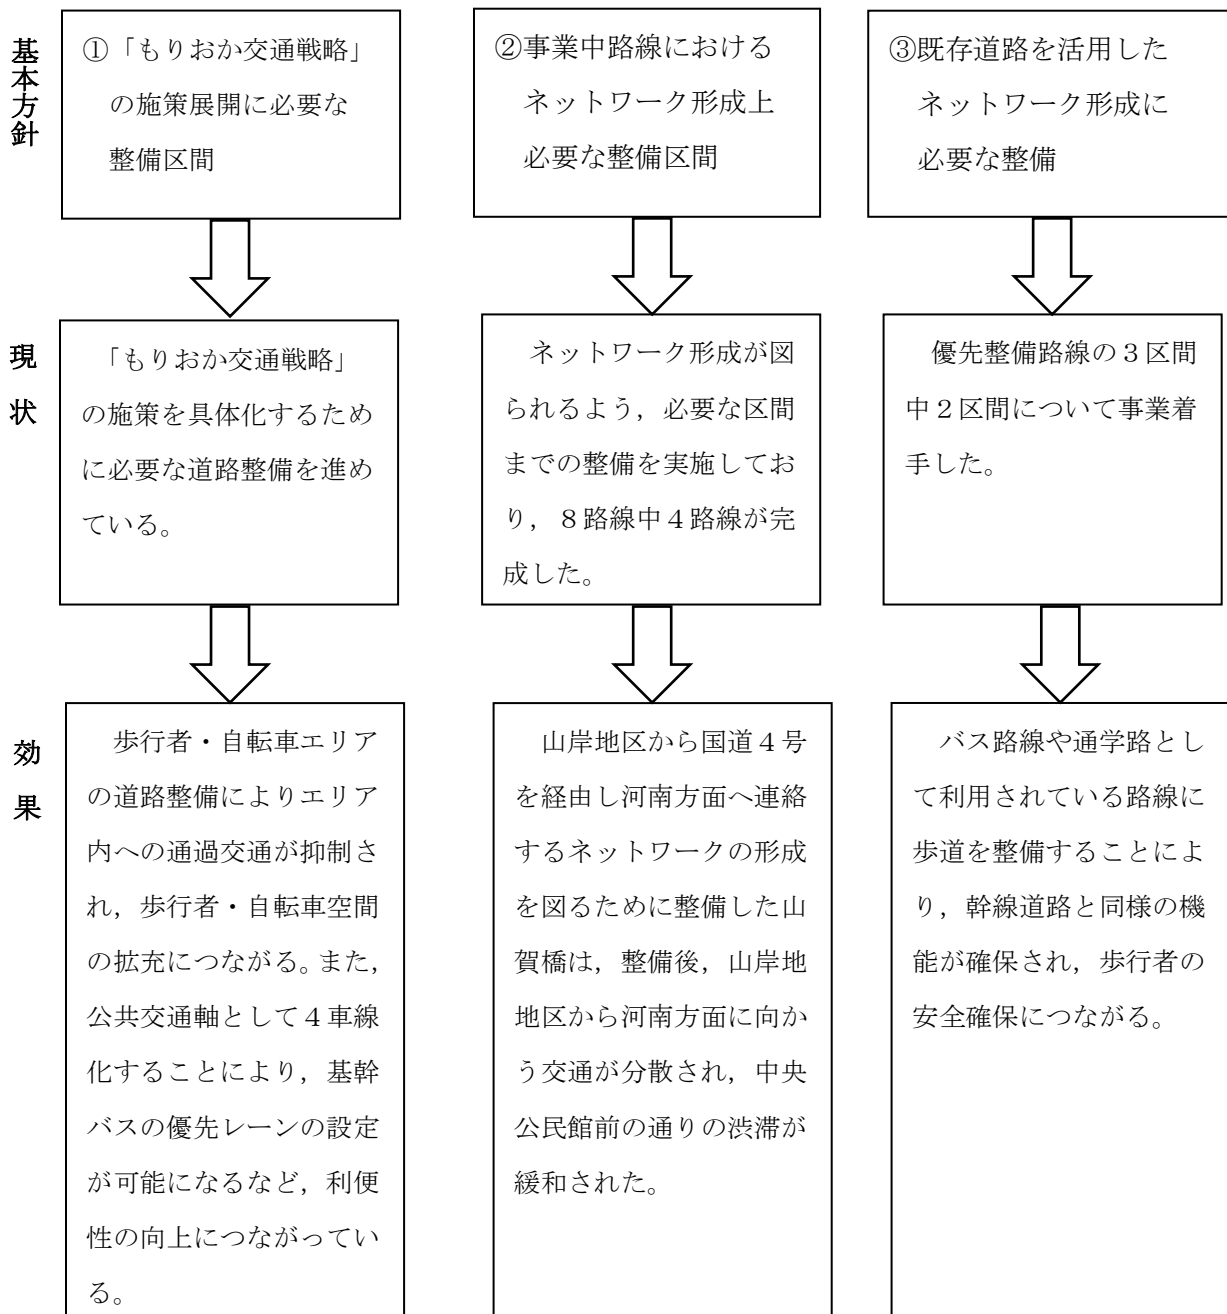 基本方針
①「もりおか交通戦略」
の施策展開に必要な
整備区間
②事業中路線における
ネットワーク形成上
必要な整備区間
③既存道路を活用した
ネットワーク形成に
必要な整備
現状
「もりおか交通戦略」
の施策を具体化するため
に必要な道路整備を進め
ている。
ネットワーク形成が図
られるよう，必要な区間
までの整備を実施してお
り，８路線中４路線が完
成した。
優先整備路線の３区間
中２区間について事業着
手した。
効果
歩行者・自転車エリア
の道路整備によりエリア
内への通過交通が抑制さ
れ，歩行者・自転車空間
の拡充につながる。また，
公共交通軸として４車線
化することにより，基幹
バスの優先レーンの設定
が可能になるなど，利便
性の向上につながってい
る。
山岸地区から国道４号
を経由し河南方面へ連絡
するネットワークの形成
を図るために整備した山
賀橋は，整備後，山岸地
地区から河南方面に向か
う交通が分散され，中央
公民館前の通りの渋滞が
緩和された。
バス路線や通学路とし
て利用されている路線に
歩道を整備することによ
り，幹線道路と同様の機
能が確保され，歩行者の
安全確保につながる。